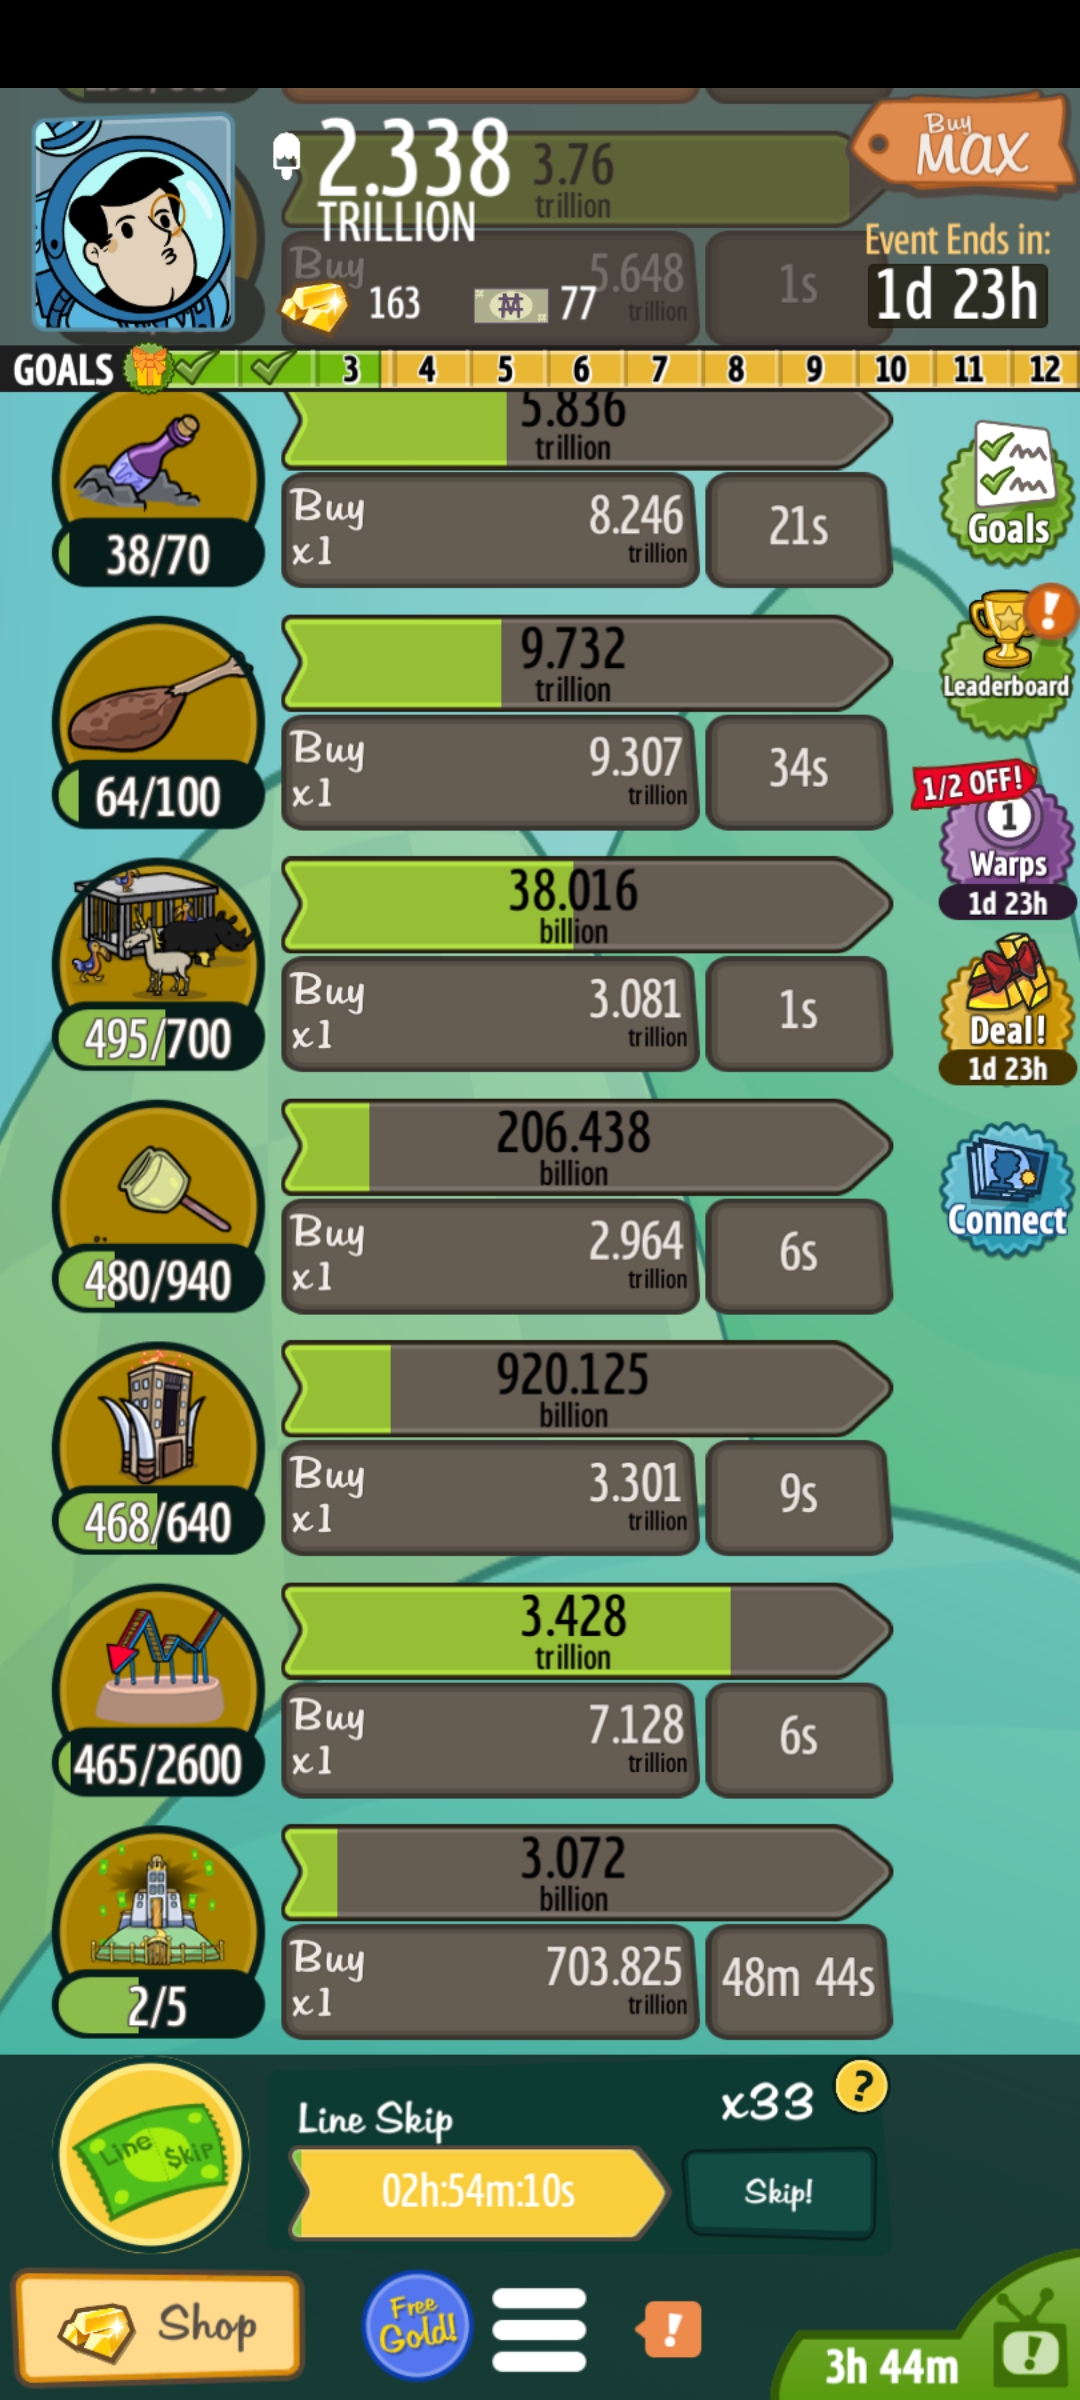 2.338
TRILLION
3.76
trillion
Buy
MAX
Buy
5.648
trillion
1s
163
77
Event Ends in:
1d 23h
GOALS
3
4
5
6
7
8
9
10
11
12
5.836
trillion
38/70
Buy
x1
8.246
trillion
21s
Goals
9.732
trillion
64/100
Buy
x1
9.307
trillion
34s
!
Leaderboard
1/2 OFF!
1
Warps
1d 23h
38.016
billion
495/700
Buy
x1
3.081
trillion
1s
Deal!
1d 23h
206.438
billion
480/940
Buy
x1
2.964
trillion
6s
Connect
920.125
billion
468/640
Buy
x1
3.301
trillion
9s
3.428
trillion
465/2600
Buy
x1
7.128
trillion
6s
3.072
billion
2/5
Buy
x1
703.825
trillion
48m 44s
Line $kip
Line Skip
x33
?
02h:54m:10s
Skip!
Shop
Free
Gold!
!
3h 44m
!